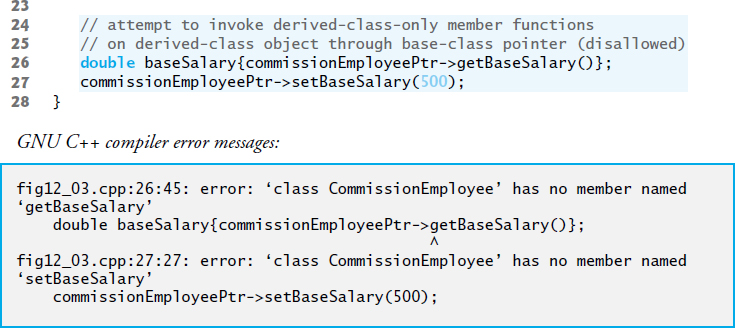 23
24 // attempt to invoke derived-class-only member functions
25 // on derived-class object through base-class pointer (disallowed)
26 double baseSalary{commissionEmployeePtr->getBaseSalary()};
27 commissionEmployeePtr->setBaseSalary(500);
28 }
GNU C++ compiler error messages:
fig12_03.cpp:26:45: error: ‘class CommissionEmployee’ has no member named
‘getBaseSalary’
double baseSalary{commissionEmployeePtr->getBaseSalary()};
^
fig12_03.cpp:27:27: error: ‘class CommissionEmployee’ has no member named
‘setBaseSalary’
commissionEmployeePtr->setBaseSalary(500);